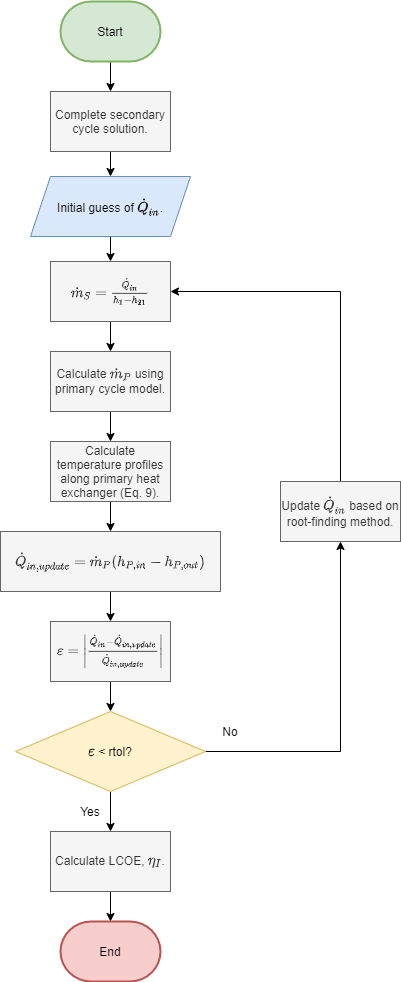 Start
Complete secondary
cycle solution.
Initial guess of $\dot{Q}_{in}$.
$\dot{m}_S = \frac{\dot{Q}_{in}}{h_1 - h_{21}}$
Calculate $\dot{m}_P$ using
primary cycle model.
Calculate
temperature profiles
along primary heat
exchanger (Eq. 9).
Update $\dot{Q}_{in}$ based on
root-finding method.
$\dot{Q}_{in,update} = \dot{m}_P(h_{P,in} - h_{P,out})$
$\varepsilon = \left|\frac{\dot{Q}_{in} - \dot{Q}_{in,update}}{\dot{Q}_{in,update}}\right|$
No
$\varepsilon$ < rtol?
Yes
Calculate LCOE, $\eta_I$.
End